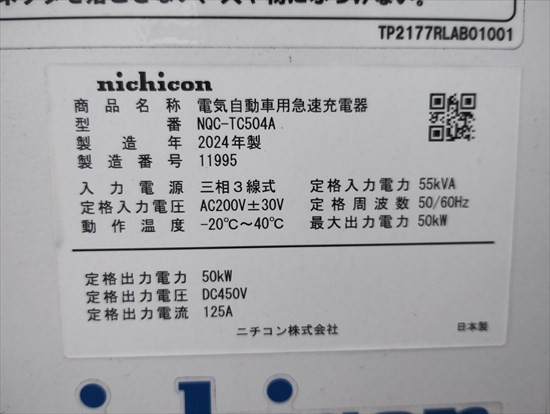 TP2177RLAB01001
nichicon
商品名称 電気自動車用急速充電器
型番 NQC-TC504A
製造年 2024年製
製造番号 11995
入力電源 三相3線式 定格入力電力 55kVA
定格入力電圧 AC200V±30V 定格周波数 50/60Hz
動作温度 -20℃～40℃ 最大出力電力 50kW
定格出力電力 50kW
定格出力電圧 DC450V
定格出力電流 125A
ニチコン株式会社 日本製